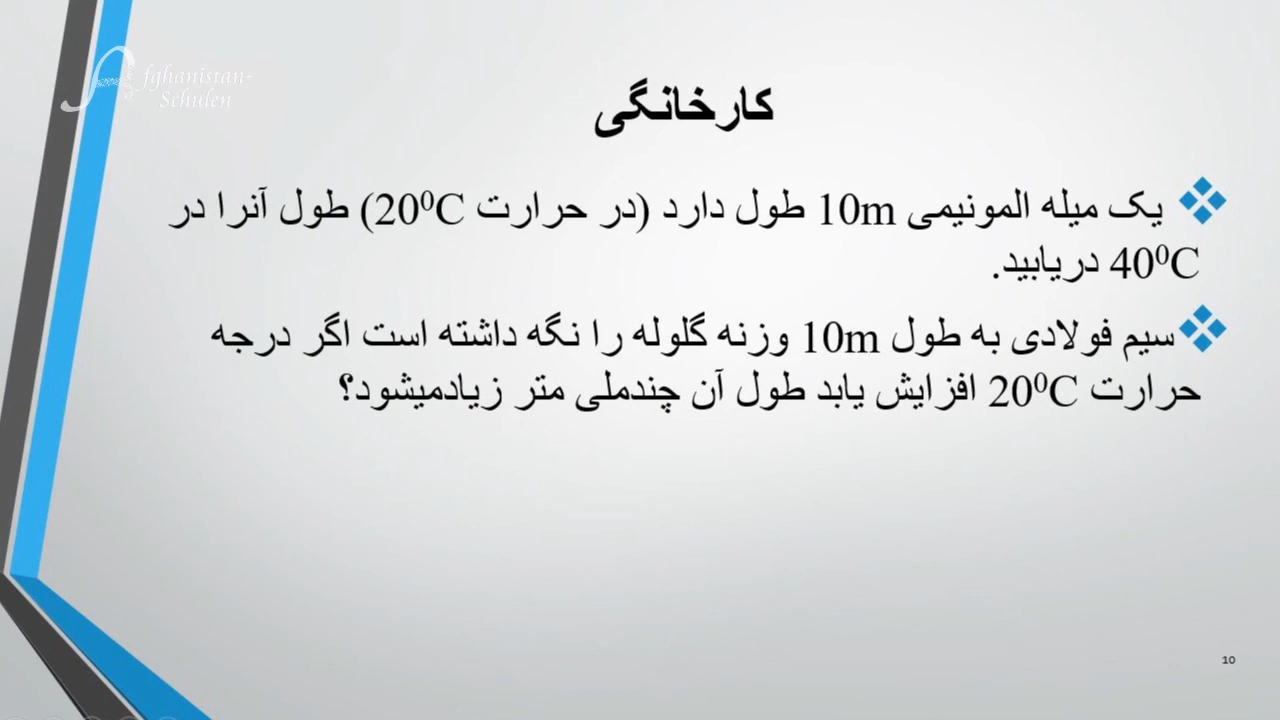 Afghanistan-
Schulen
کارخانگی
یک میله المونیمی 10m طول دارد (در حرارت 20⁰C) طول آنرا در
40⁰C دریابید.
سیم فولادی به طول 10m وزنه گلوله را نگه داشته است اگر درجه
حرارت 20⁰C افزایش یابد طول آن چندملی متر زیادمیشود؟
10